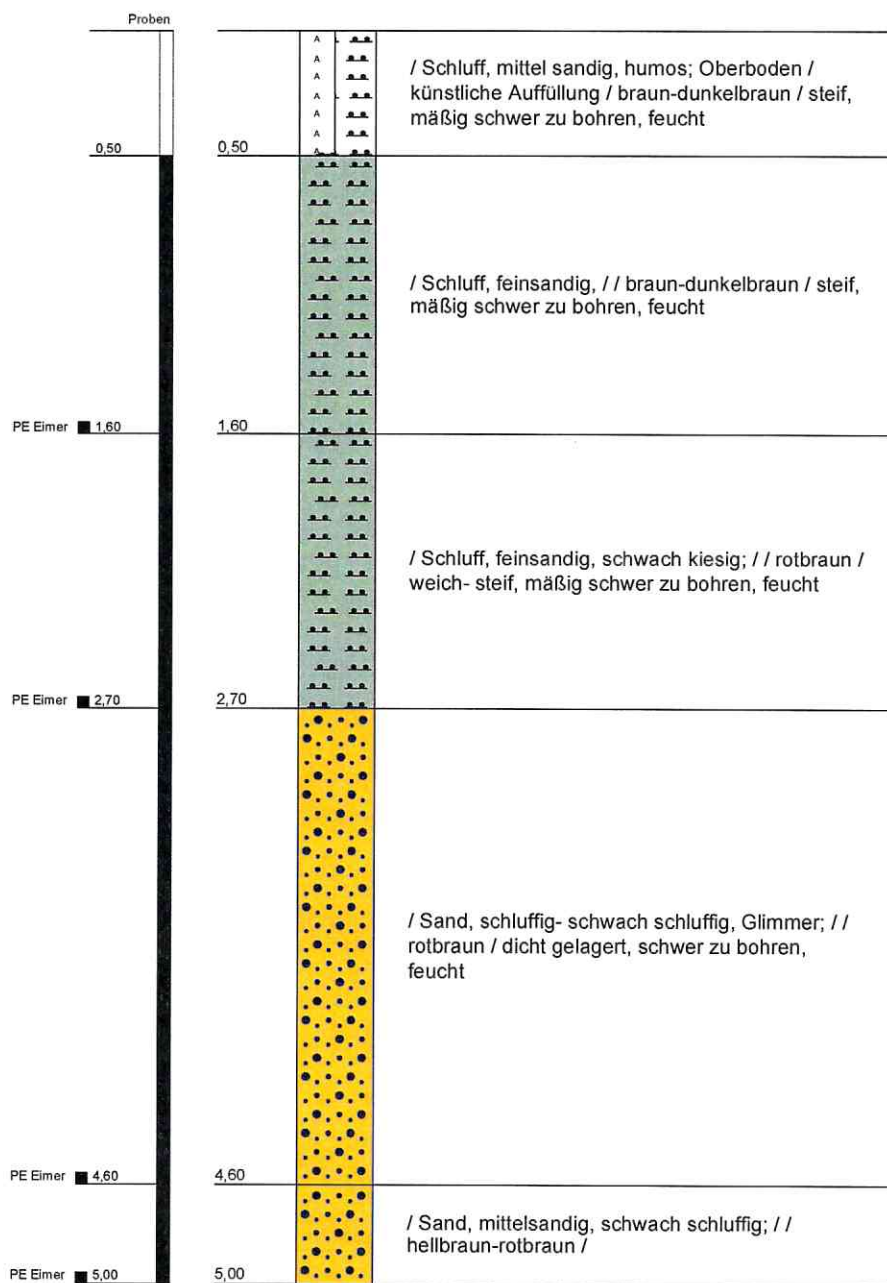 Proben
/ Schluff, mittel sandig, humos; Oberboden /
künstliche Auffüllung / braun-dunkelbraun / steif,
mäßig schwer zu bohren, feucht
A
A
A
A
A
A
A
0,50
0,50
/ Schluff, feinsandig, / / braun-dunkelbraun / steif,
mäßig schwer zu bohren, feucht
PE Eimer 1,60
1,60
/ Schluff, feinsandig, schwach kiesig; / / rotbraun /
weich- steif, mäßig schwer zu bohren, feucht
PE Eimer 2,70
2,70
/ Sand, schluffig- schwach schluffig, Glimmer; / /
rotbraun / dicht gelagert, schwer zu bohren,
feucht
PE Eimer 4,60
4,60
/ Sand, mittelsandig, schwach schluffig; / /
hellbraun-rotbraun /
PE Eimer 5,00
5,00